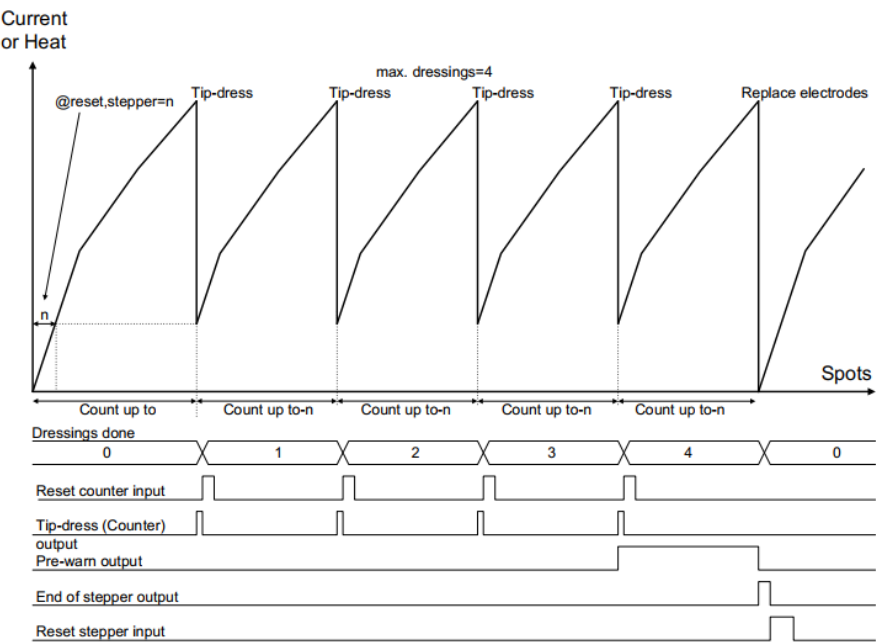 Current
or Heat
max. dressings=4
@reset,stepper=n
Tip-dress
Tip-dress
Tip-dress
Tip-dress
Replace electrodes
n
Spots
Count up to
Count up to-n
Count up to-n
Count up to-n
Count up to-n
Dressings done
0
1
2
3
4
0
Reset counter input
Tip-dress (Counter)
output
Pre-warn output
End of stepper output
Reset stepper input